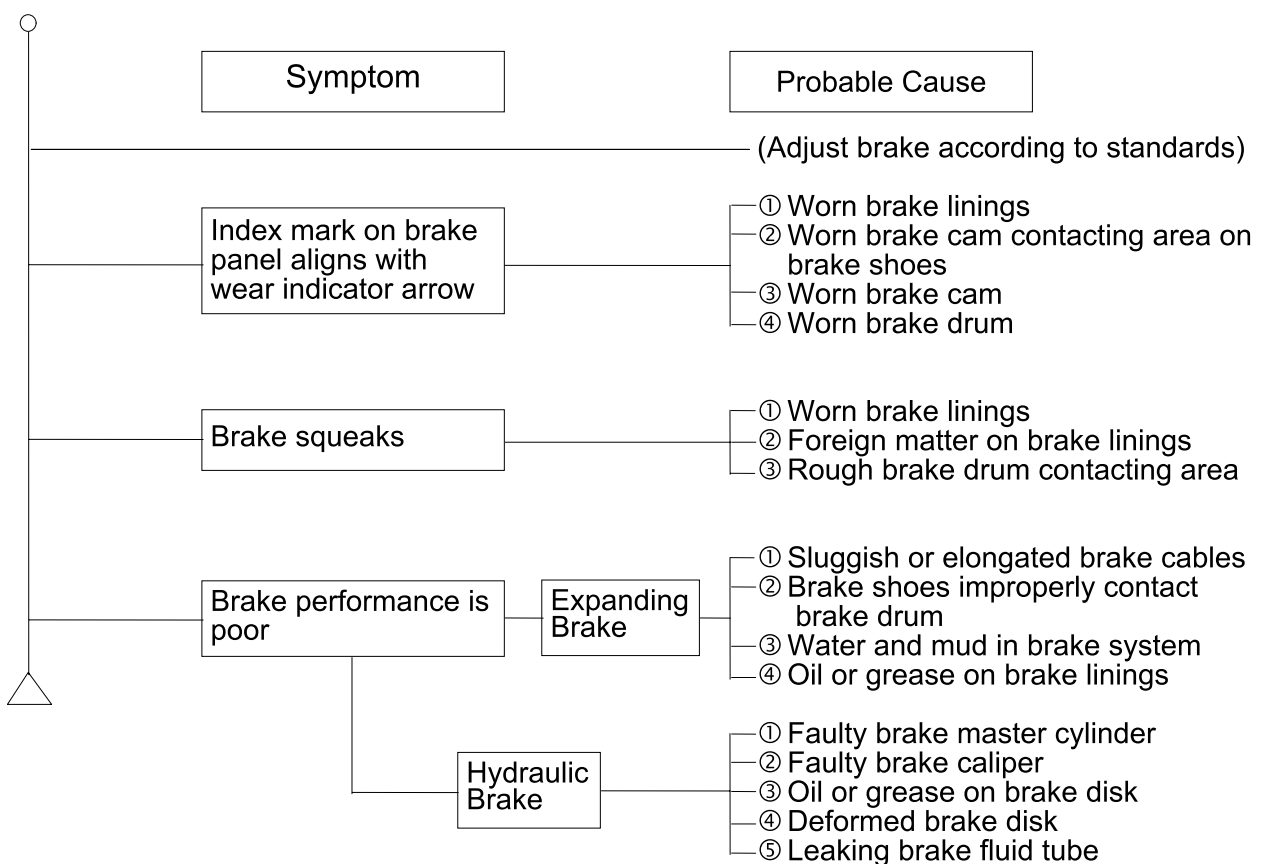 Symptom
Probable Cause
(Adjust brake according to standards)
Index mark on brake
panel aligns with
wear indicator arrow
① Worn brake linings
② Worn brake cam contacting area on
brake shoes
③ Worn brake cam
④ Worn brake drum
Brake squeaks
① Worn brake linings
② Foreign matter on brake linings
③ Rough brake drum contacting area
Brake performance is
poor
Expanding
Brake
① Sluggish or elongated brake cables
② Brake shoes improperly contact
brake drum
③ Water and mud in brake system
④ Oil or grease on brake linings
Hydraulic
Brake
① Faulty brake master cylinder
② Faulty brake caliper
③ Oil or grease on brake disk
④ Deformed brake disk
⑤ Leaking brake fluid tube